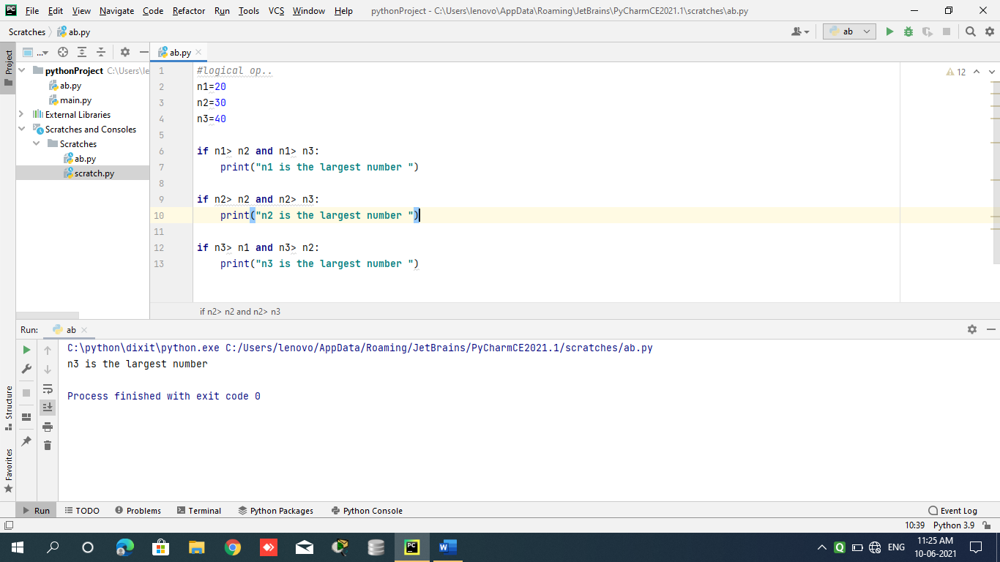 File Edit View Navigate Code Refactor Run Tools VCS Window Help pythonProject - C:\Users\lenovo\AppData\Roaming\JetBrains\PyCharmCE2021.1\scratches\ab.py
Scratches ab.py
ab
Project
...
ab.py
pythonProject C:\Users\le
ab.py
main.py
External Libraries
Scratches and Consoles
Scratches
ab.py
scratch.py
12
1 #logical op..
2 n1=20
3 n2=30
4 n3=40
5
6 if n1> n2 and n1> n3:
7 print("n1 is the largest number ")
8
9 if n2> n2 and n2> n3:
10 print("n2 is the largest number ")
11
12 if n3> n1 and n3> n2:
13 print("n3 is the largest number ")
if n2> n2 and n2> n3
Run: ab
C:\python\dixit\python.exe C:/Users/lenovo/AppData/Roaming/JetBrains/PyCharmCE2021.1/scratches/ab.py
n3 is the largest number
Process finished with exit code 0
Structure
Favorites
Run TODO Problems Terminal Python Packages Python Console Event Log
10:39 Python 3.9
ENG 11:25 AM
10-06-2021